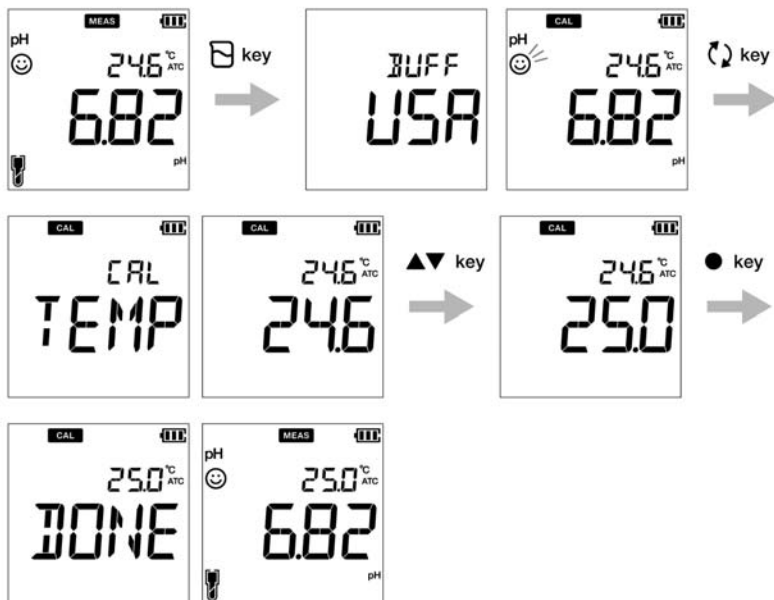 MEAS
pH
24.6 °C
ATC
6.82
pH
key
BUFF
USA
CAL
pH
24.6 °C
ATC
6.82
pH
key
CAL
CAL
TEMP
CAL
24.6 °C
ATC
24.6
▲▼ key
CAL
24.6 °C
ATC
25.0
● key
CAL
25.0 °C
ATC
DONE
MEAS
pH
25.0 °C
ATC
6.82
pH